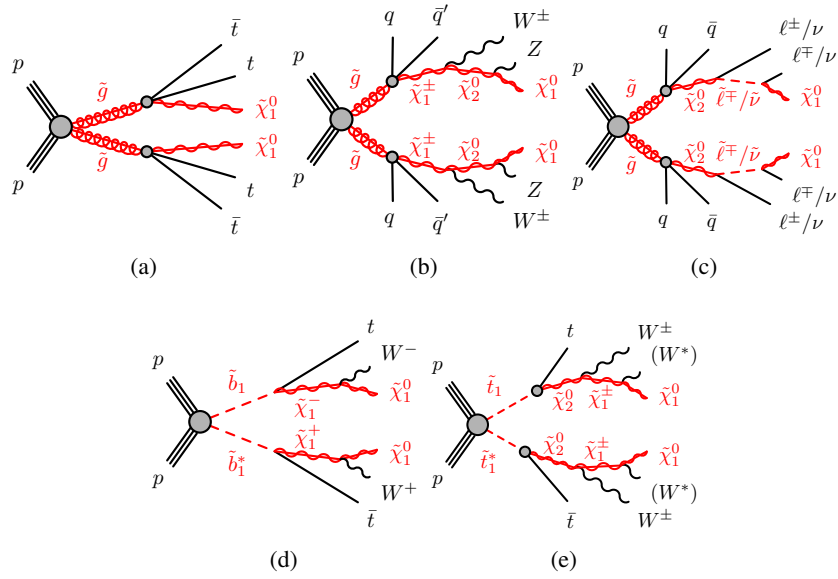 p p g̃ g̃ t̄ t χ̃₁⁰ χ̃₁⁰ t t̄
(a)
p p g̃ g̃ q q̄′ χ̃₁± χ̃₂⁰ W± Z χ̃₁⁰ χ̃₁± χ̃₂⁰ χ̃₁⁰ Z W± q q̄′
(b)
p p g̃ g̃ q q̄ χ̃₂⁰ ℓ̃∓/ν̃ ℓ±/ν ℓ∓/ν χ̃₁⁰ χ̃₂⁰ ℓ̃∓/ν̃ χ̃₁⁰ ℓ∓/ν ℓ±/ν q q̄
(c)
p p b̃₁ b̃₁* t W− χ̃₁− χ̃₁⁰ χ̃₁+ χ̃₁⁰ W+ t̄
(d)
p p t̃₁ t̃₁* t χ̃₂⁰ χ̃₁± W± (W*) χ̃₁⁰ χ̃₂⁰ χ̃₁± χ̃₁⁰ (W*) W± t̄
(e)